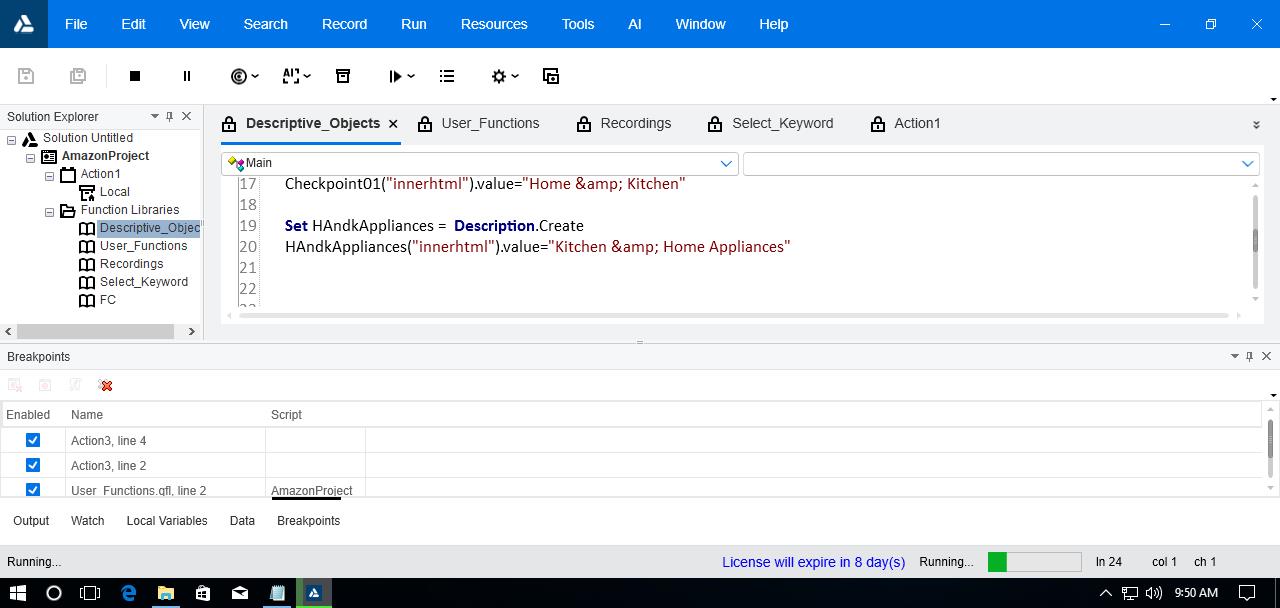 File Edit View Search Record Run Resources Tools AI Window Help
Solution Explorer
Solution Untitled
AmazonProject
Action1
Local
Function Libraries
Descriptive_Objec
User_Functions
Recordings
Select_Keyword
FC
Descriptive_Objects User_Functions Recordings Select_Keyword Action1
Main
17 Checkpoint01("innerhtml").value="Home &amp; Kitchen"
18
19 Set HAndkAppliances = Description.Create
20 HAndkAppliances("innerhtml").value="Kitchen &amp; Home Appliances"
21
22
23
Breakpoints
Enabled Name Script
Action3, line 4
Action3, line 2
User_Functions.qfl, line 2 AmazonProject
Output Watch Local Variables Data Breakpoints
Running... License will expire in 8 day(s) Running... ln 24 col 1 ch 1
9:50 AM